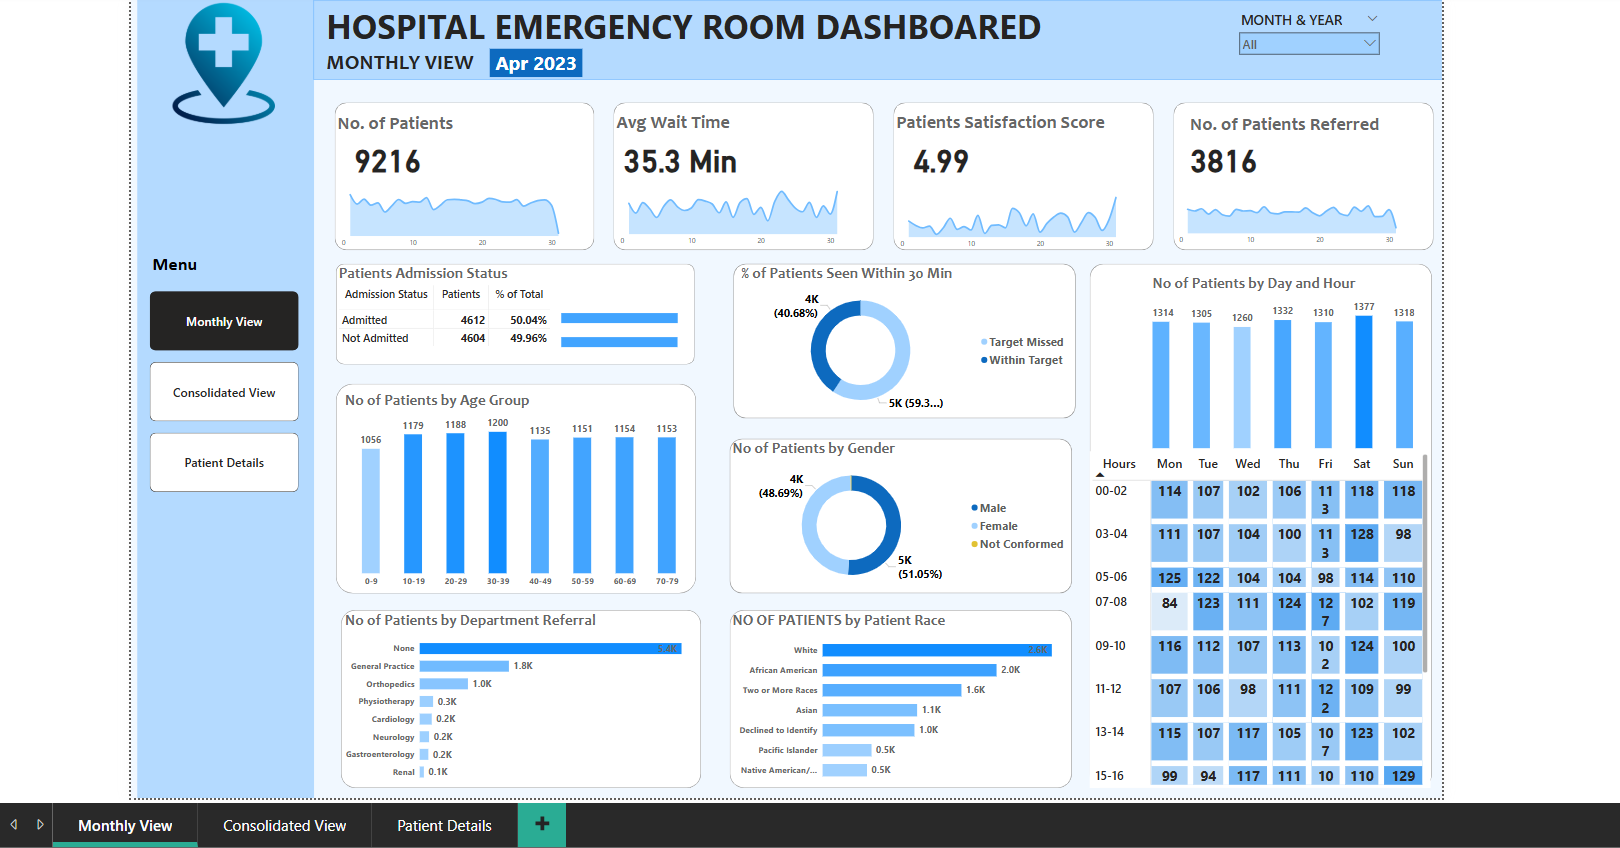 HOSPITAL EMERGENCY ROOM DASHBOARED
MONTHLY VIEW Apr 2023
MONTH & YEAR
All
Menu
Monthly View
Consolidated View
Patient Details
No. of Patients
9216
0 10 20 30
Avg Wait Time
35.3 Min
0 10 20 30
Patients Satisfaction Score
4.99
0 10 20 30
No. of Patients Referred
3816
0 10 20 30
Patients Admission Status
Admission Status Patients % of Total
Admitted 4612 50.04%
Not Admitted 4604 49.96%
No of Patients by Age Group
1056 1179 1188 1200 1135 1151 1154 1153
0-9 10-19 20-29 30-39 40-49 50-59 60-69 70-79
No of Patients by Department Referral
None 5.4K
General Practice 1.8K
Orthopedics 1.0K
Physiotherapy 0.3K
Cardiology 0.2K
Neurology 0.2K
Gastroenterology 0.2K
Renal 0.1K
% of Patients Seen Within 30 Min
4K
(40.68%)
5K (59.3...)
Target Missed
Within Target
No of Patients by Gender
4K
(48.69%)
5K
(51.05%)
Male
Female
Not Conformed
NO OF PATIENTS by Patient Race
White 2.6K
African American 2.0K
Two or More Races 1.6K
Asian 1.1K
Declined to Identify 1.0K
Pacific Islander 0.5K
Native American/... 0.5K
No of Patients by Day and Hour
1314 1305 1260 1332 1310 1377 1318
Hours Mon Tue Wed Thu Fri Sat Sun
00-02 114 107 102 106 113 118 118
03-04 111 107 104 100 113 128 98
05-06 125 122 104 104 98 114 110
07-08 84 123 111 124 127 102 119
09-10 116 112 107 113 102 124 100
11-12 107 106 98 111 122 109 99
13-14 115 107 117 105 107 123 102
15-16 99 94 117 111 10 110 129
Monthly View Consolidated View Patient Details +